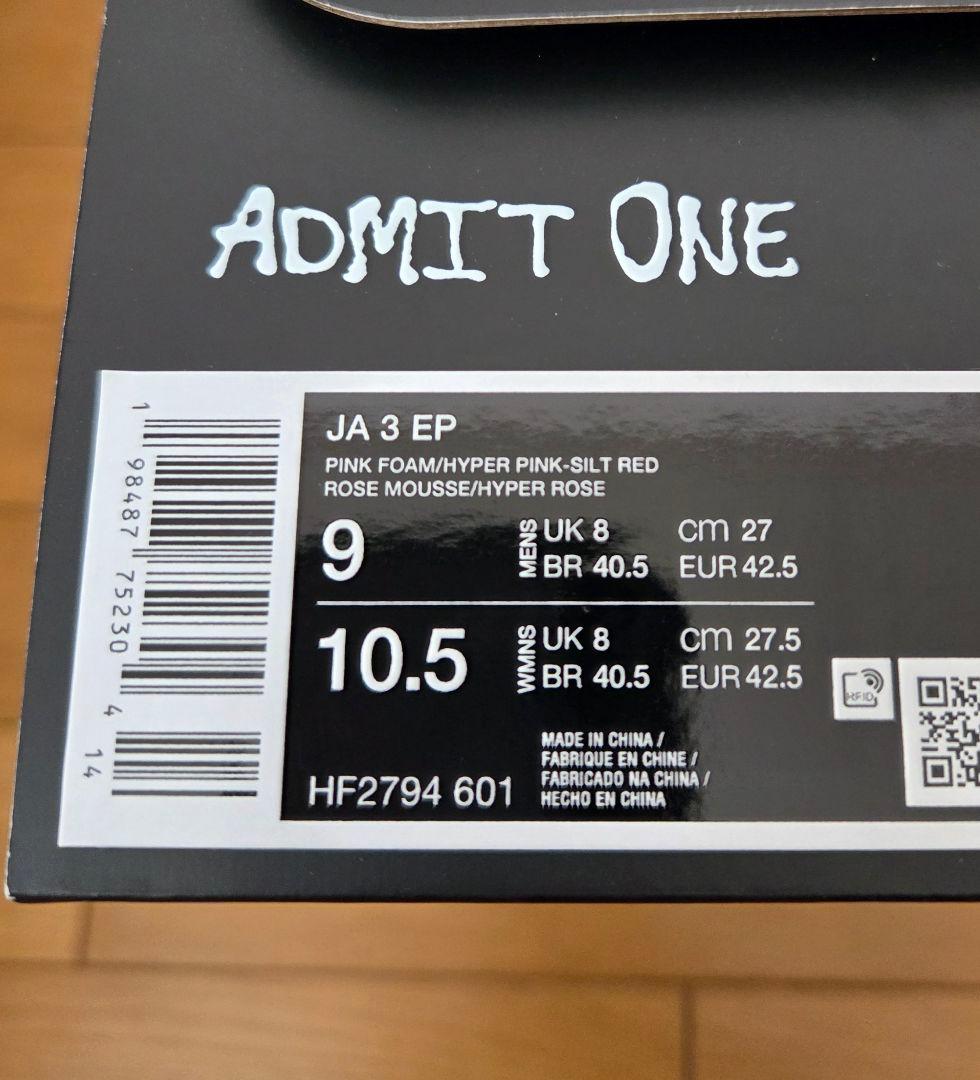 ADMIT ONE
JA 3 EP
PINK FOAM/HYPER PINK-SILT RED
ROSE MOUSSE/HYPER ROSE
9 MENS UK 8 cm 27
BR 40.5 EUR 42.5
10.5 WMNS UK 8 cm 27.5
BR 40.5 EUR 42.5
RFID
MADE IN CHINA /
FABRIQUE EN CHINE /
FABRICADO NA CHINA /
HECHO EN CHINA
HF2794 601
1 98487 75230 4
14